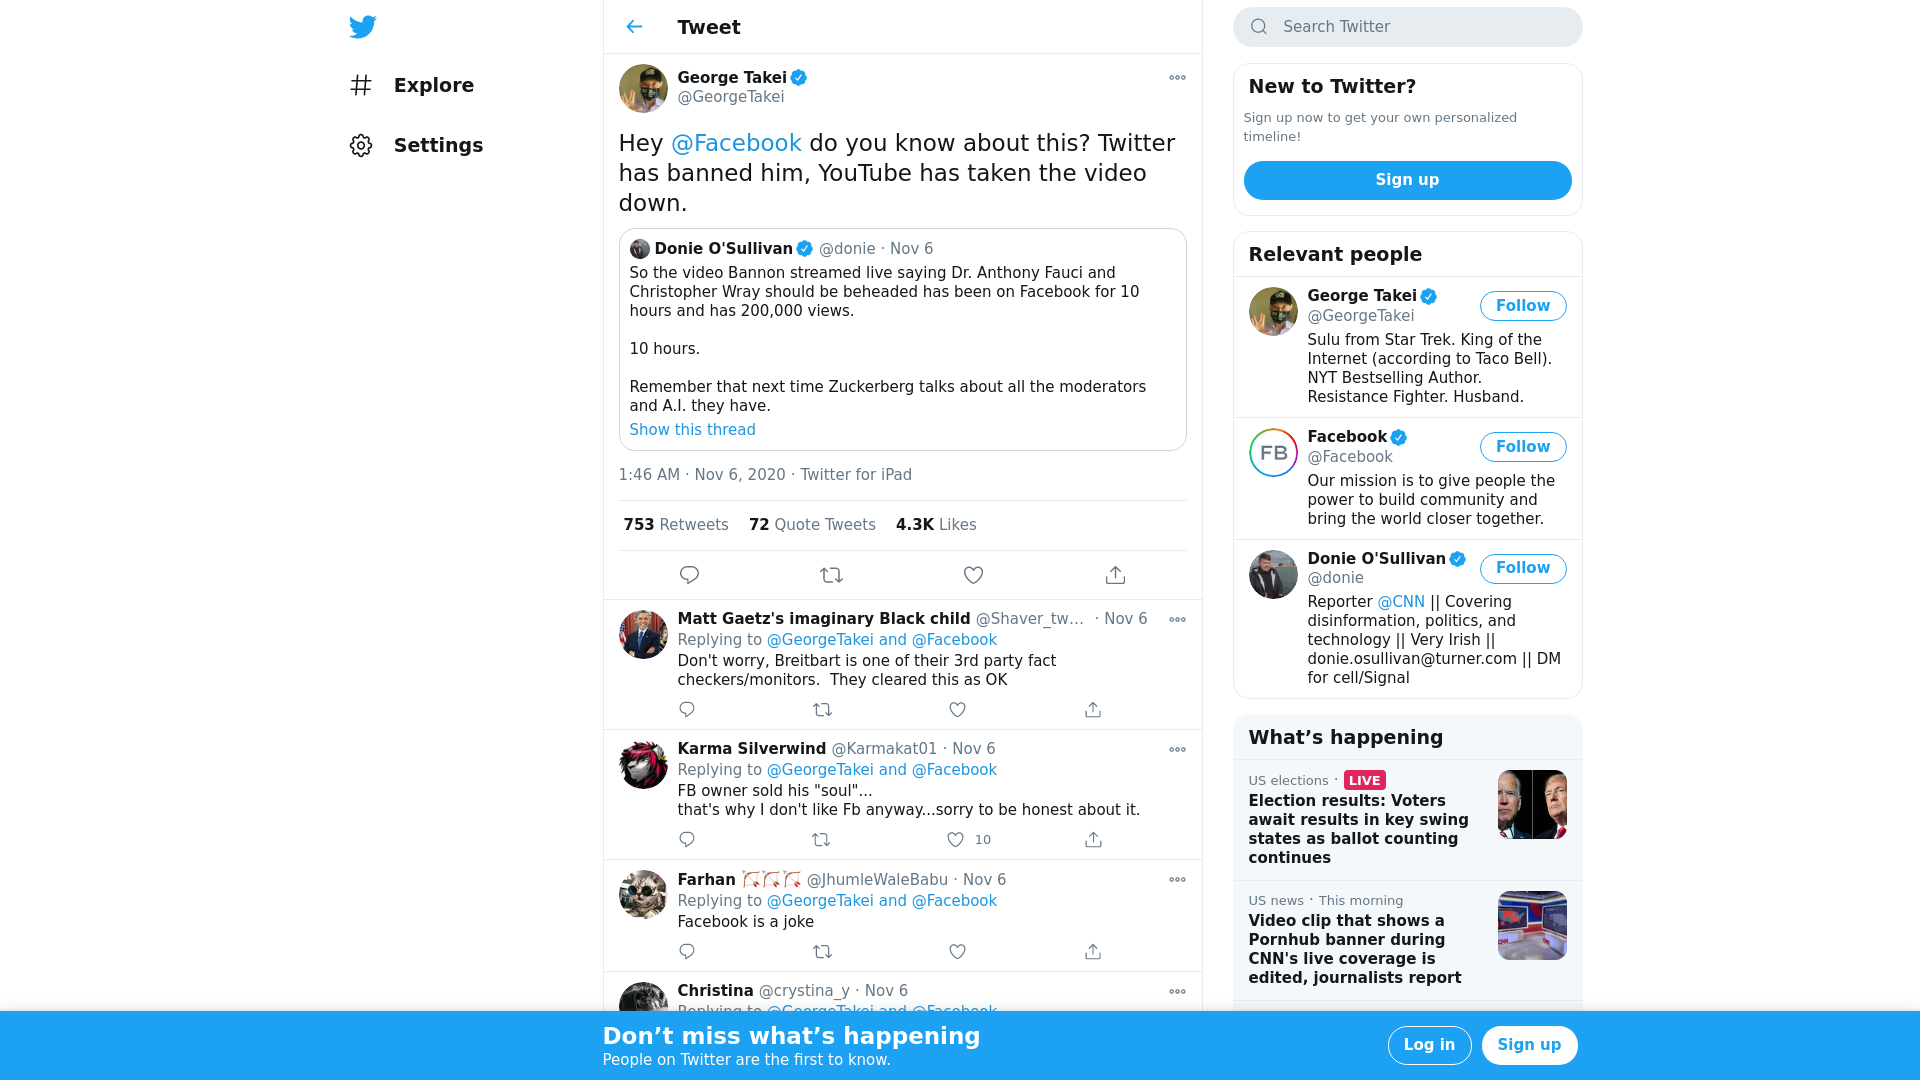 Explore
Settings
Tweet
George Takei
@GeorgeTakei
Hey @Facebook do you know about this? Twitter
has banned him, YouTube has taken the video
down.
Donie O'Sullivan @donie · Nov 6
So the video Bannon streamed live saying Dr. Anthony Fauci and
Christopher Wray should be beheaded has been on Facebook for 10
hours and has 200,000 views.
10 hours.
Remember that next time Zuckerberg talks about all the moderators
and A.I. they have.
Show this thread
1:46 AM · Nov 6, 2020 · Twitter for iPad
753 Retweets 72 Quote Tweets 4.3K Likes
Matt Gaetz's imaginary Black child @Shaver_tw… · Nov 6
Replying to @GeorgeTakei and @Facebook
Don't worry, Breitbart is one of their 3rd party fact
checkers/monitors.  They cleared this as OK
Karma Silverwind @Karmakat01 · Nov 6
Replying to @GeorgeTakei and @Facebook
FB owner sold his "soul"...
that's why I don't like Fb anyway...sorry to be honest about it.
10
Farhan 🏹🏹🏹 @JhumleWaleBabu · Nov 6
Replying to @GeorgeTakei and @Facebook
Facebook is a joke
Christina @crystina_y · Nov 6
Replying to @GeorgeTakei and @Facebook
Search Twitter
New to Twitter?
Sign up now to get your own personalized
timeline!
Sign up
Relevant people
George Takei
Follow
@GeorgeTakei
Sulu from Star Trek. King of the
Internet (according to Taco Bell).
NYT Bestselling Author.
Resistance Fighter. Husband.
FB
Facebook
Follow
@Facebook
Our mission is to give people the
power to build community and
bring the world closer together.
Donie O'Sullivan
Follow
@donie
Reporter @CNN || Covering
disinformation, politics, and
technology || Very Irish ||
donie.osullivan@turner.com || DM
for cell/Signal
What's happening
US elections · LIVE
Election results: Voters
await results in key swing
states as ballot counting
continues
US news · This morning
Video clip that shows a
Pornhub banner during
CNN's live coverage is
edited, journalists report
Don't miss what's happening
People on Twitter are the first to know.
Log in
Sign up